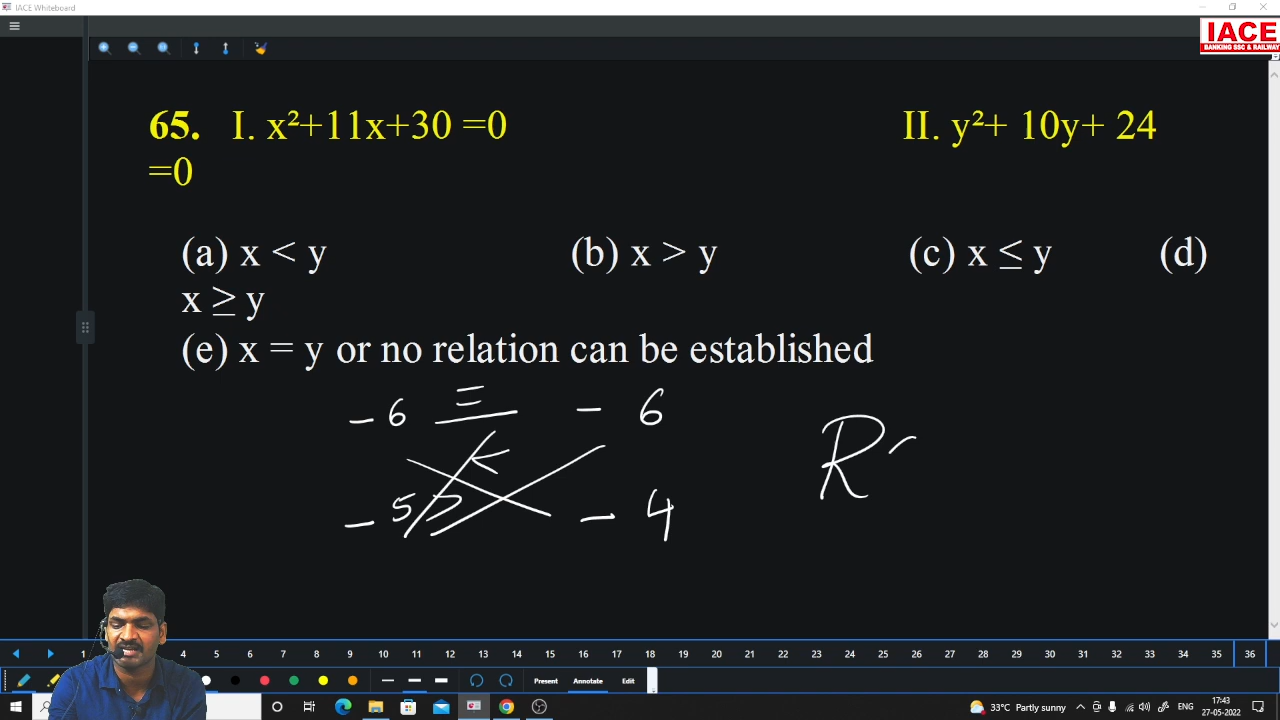 IACE Whiteboard
IACE
BANKING SSC & RAILWAY
65. I. x²+11x+30 =0 II. y²+ 10y+ 24
=0
(a) x < y (b) x > y (c) x ≤ y (d)
x ≥ y
(e) x = y or no relation can be established
– 6 = – 6
<
– 5 > – 4
R
1 4 5 6 7 8 9 10 11 12 13 14 15 16 17 18 19 20 21 22 23 24 25 26 27 28 29 30 31 32 33 34 35 36
Present Annotate Edit
33°C Partly sunny ENG 17:43
27-05-2022